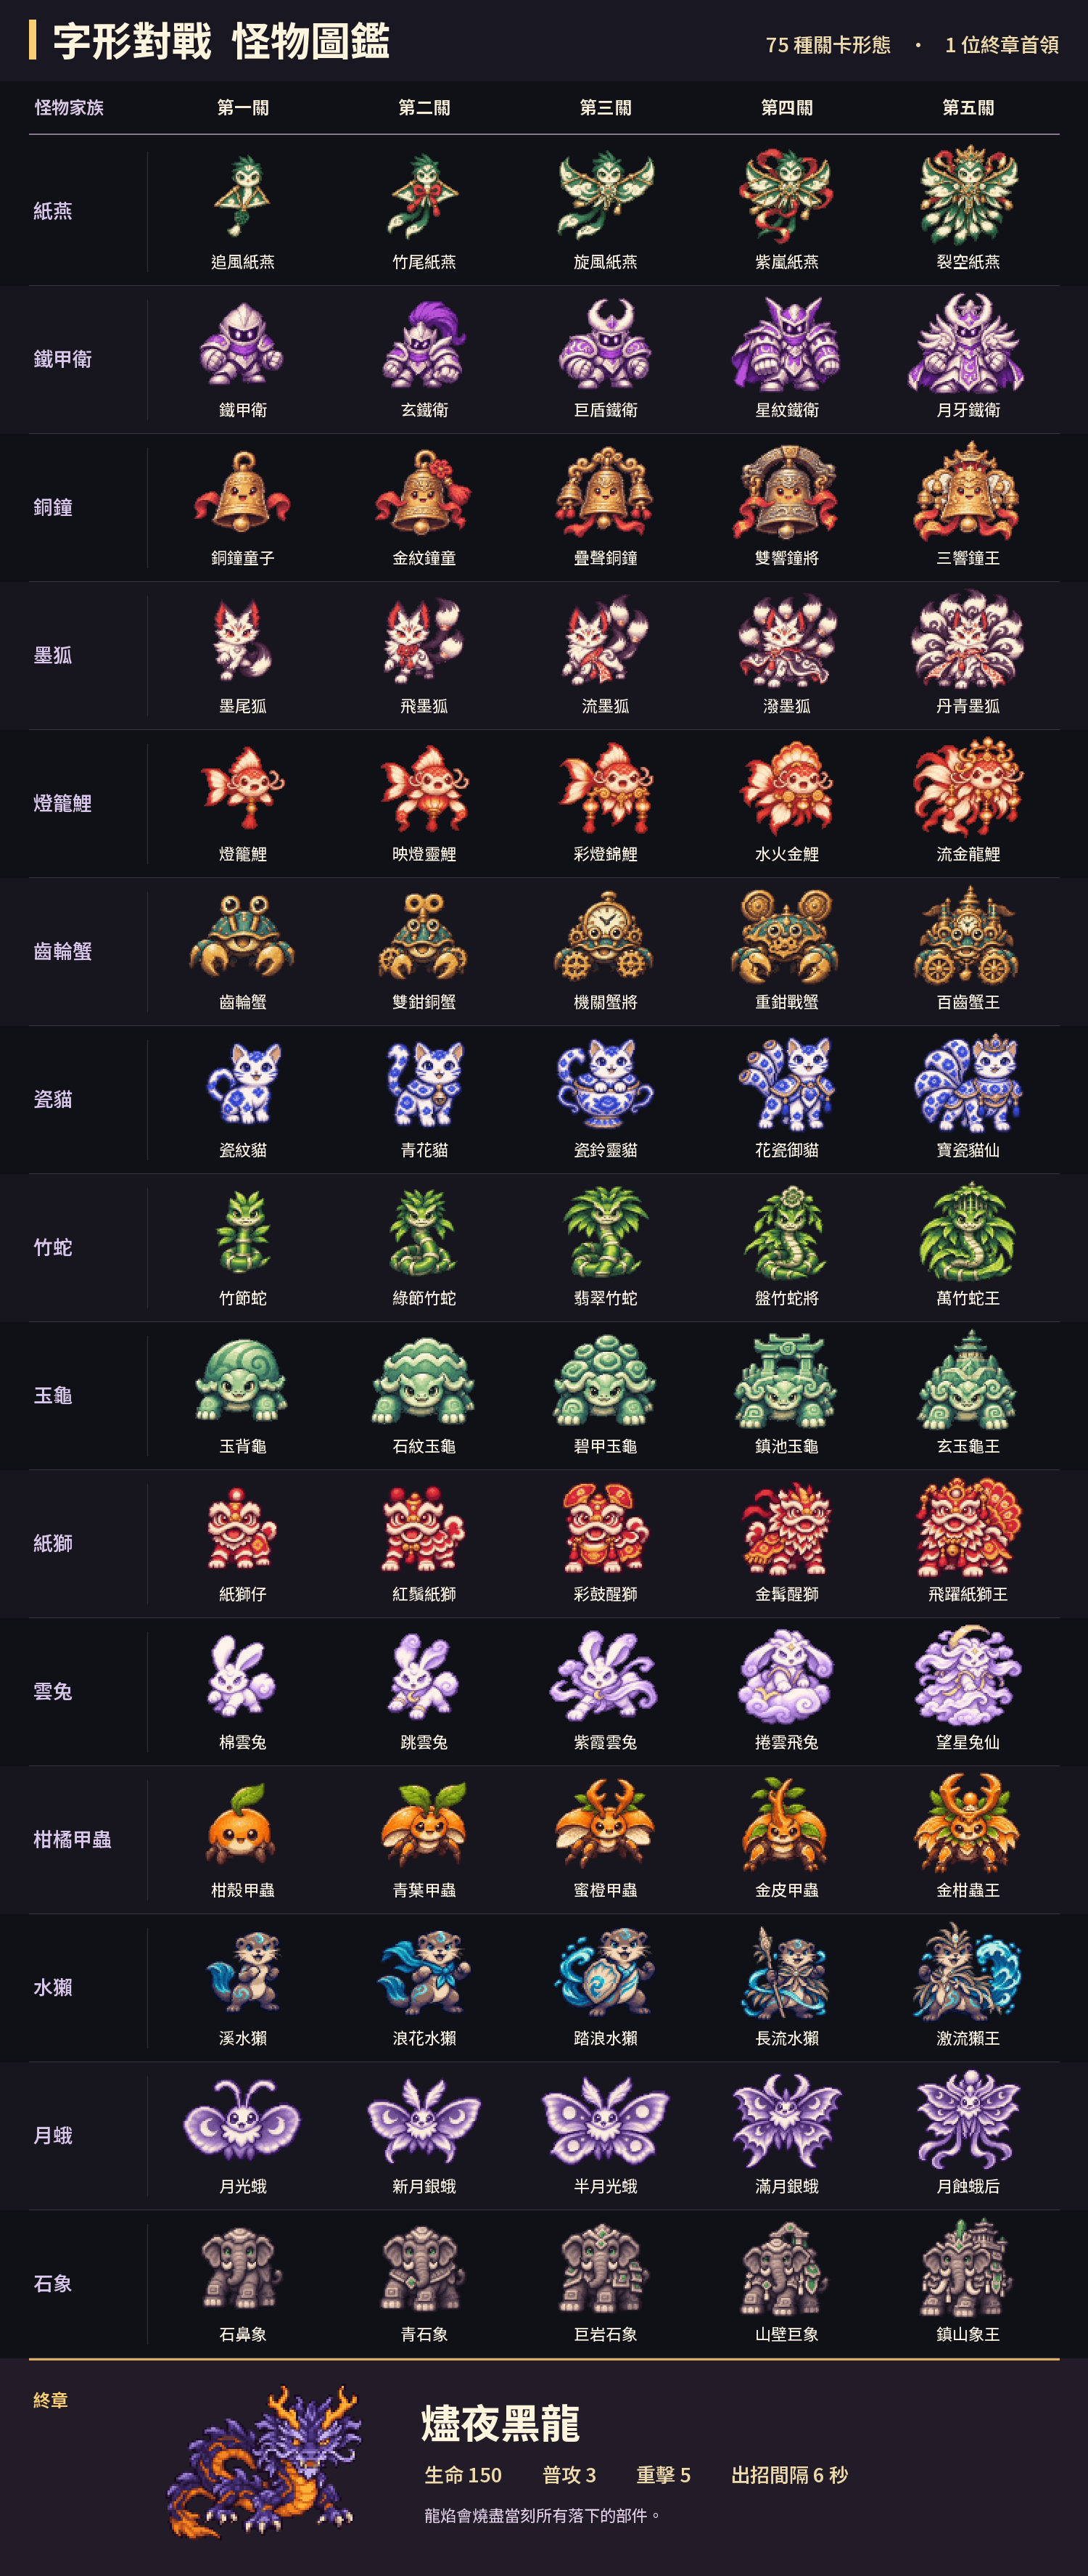 字形對戰 怪物圖鑑
75 種關卡形態 · 1 位終章首領
怪物家族 第一關 第二關 第三關 第四關 第五關
紙燕
追風紙燕 竹尾紙燕 旋風紙燕 紫嵐紙燕 裂空紙燕
鐵甲衛
鐵甲衛 玄鐵衛 巨盾鐵衛 星紋鐵衛 月牙鐵衛
銅鐘
銅鐘童子 金紋鐘童 疊聲銅鐘 雙響鐘將 三響鐘王
墨狐
墨尾狐 飛墨狐 流墨狐 潑墨狐 丹青墨狐
燈籠鯉
燈籠鯉 映燈靈鯉 彩燈錦鯉 水火金鯉 流金龍鯉
齒輪蟹
齒輪蟹 雙鉗銅蟹 機關蟹將 重鉗戰蟹 百齒蟹王
瓷貓
瓷紋貓 青花貓 瓷鈴靈貓 花瓷御貓 寶瓷貓仙
竹蛇
竹節蛇 綠節竹蛇 翡翠竹蛇 盤竹蛇將 萬竹蛇王
玉龜
玉背龜 石紋玉龜 碧甲玉龜 鎮池玉龜 玄玉龜王
紙獅
紙獅仔 紅鬚紙獅 彩鼓醒獅 金髯醒獅 飛躍紙獅王
雲兔
棉雲兔 跳雲兔 紫霞雲兔 捲雲飛兔 望星兔仙
柑橘甲蟲
柑殼甲蟲 青葉甲蟲 蜜橙甲蟲 金皮甲蟲 金柑蟲王
水獺
溪水獺 浪花水獺 踏浪水獺 長流水獺 激流獺王
月蛾
月光蛾 新月銀蛾 半月光蛾 滿月銀蛾 月蝕蛾后
石象
石鼻象 青石象 巨岩石象 山壁巨象 鎮山象王
終章
燼夜黑龍
生命 150 普攻 3 重擊 5 出招間隔 6 秒
龍焰會燒盡當刻所有落下的部件。